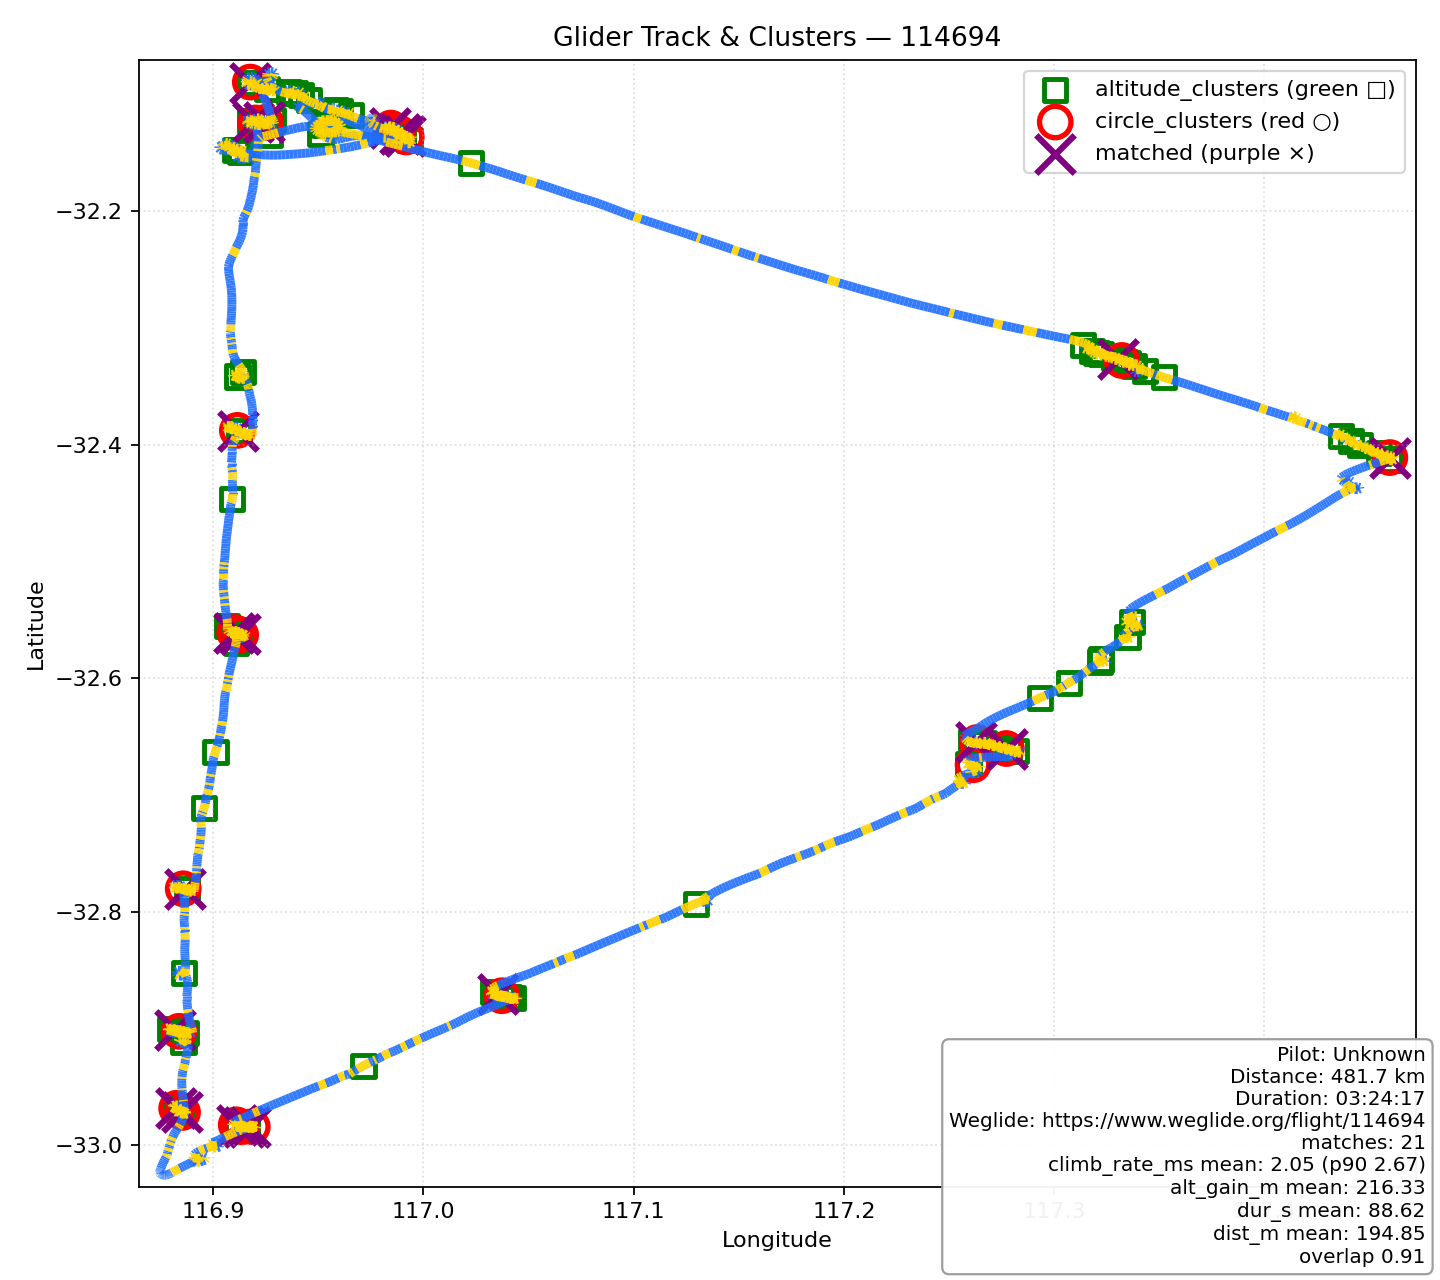 Glider Track & Clusters — 114694
altitude_clusters (green □)
circle_clusters (red ○)
matched (purple ×)
−32.2
−32.4
−32.6
−32.8
−33.0
Latitude
116.9
117.0
117.1
117.2
117.3
Longitude
Pilot: Unknown
Distance: 481.7 km
Duration: 03:24:17
Weglide: https://www.weglide.org/flight/114694
matches: 21
climb_rate_ms mean: 2.05 (p90 2.67)
alt_gain_m mean: 216.33
dur_s mean: 88.62
dist_m mean: 194.85
overlap 0.91